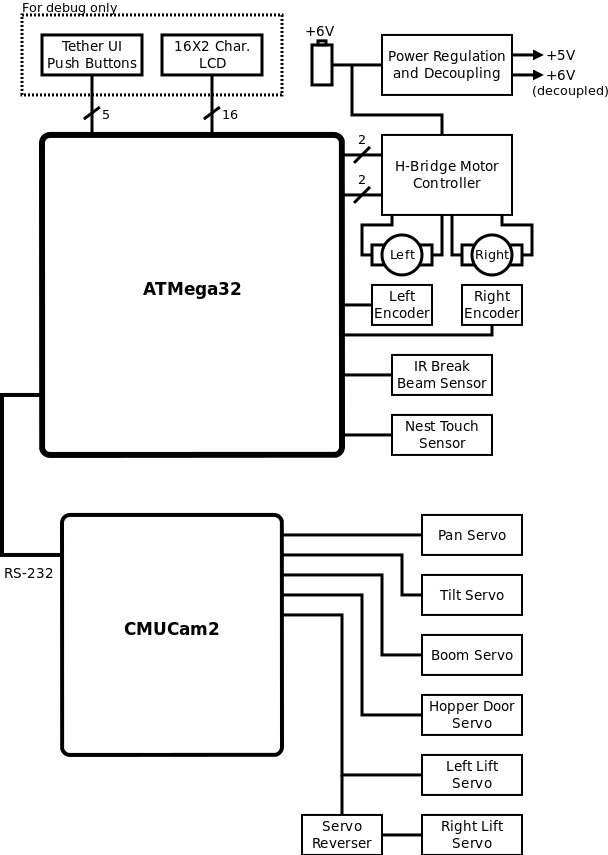 For debug only
Tether UI
Push Buttons
16X2 Char.
LCD
5
16
+6V
Power Regulation
and Decoupling
+5V
+6V
(decoupled)
2
2
H-Bridge Motor
Controller
Left
Right
Left
Encoder
Right
Encoder
ATMega32
IR Break
Beam Sensor
Nest Touch
Sensor
RS-232
CMUCam2
Pan Servo
Tilt Servo
Boom Servo
Hopper Door
Servo
Left Lift
Servo
Servo
Reverser
Right Lift
Servo